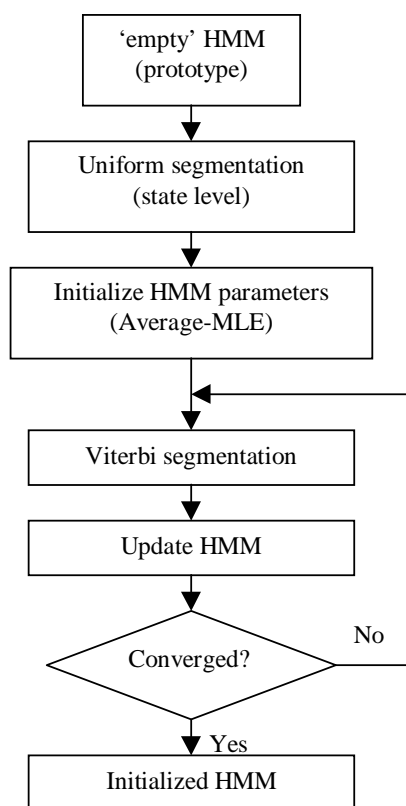 ‘empty’ HMM
(prototype)
Uniform segmentation
(state level)
Initialize HMM parameters
(Average-MLE)
Viterbi segmentation
Update HMM
No
Converged?
Yes
Initialized HMM